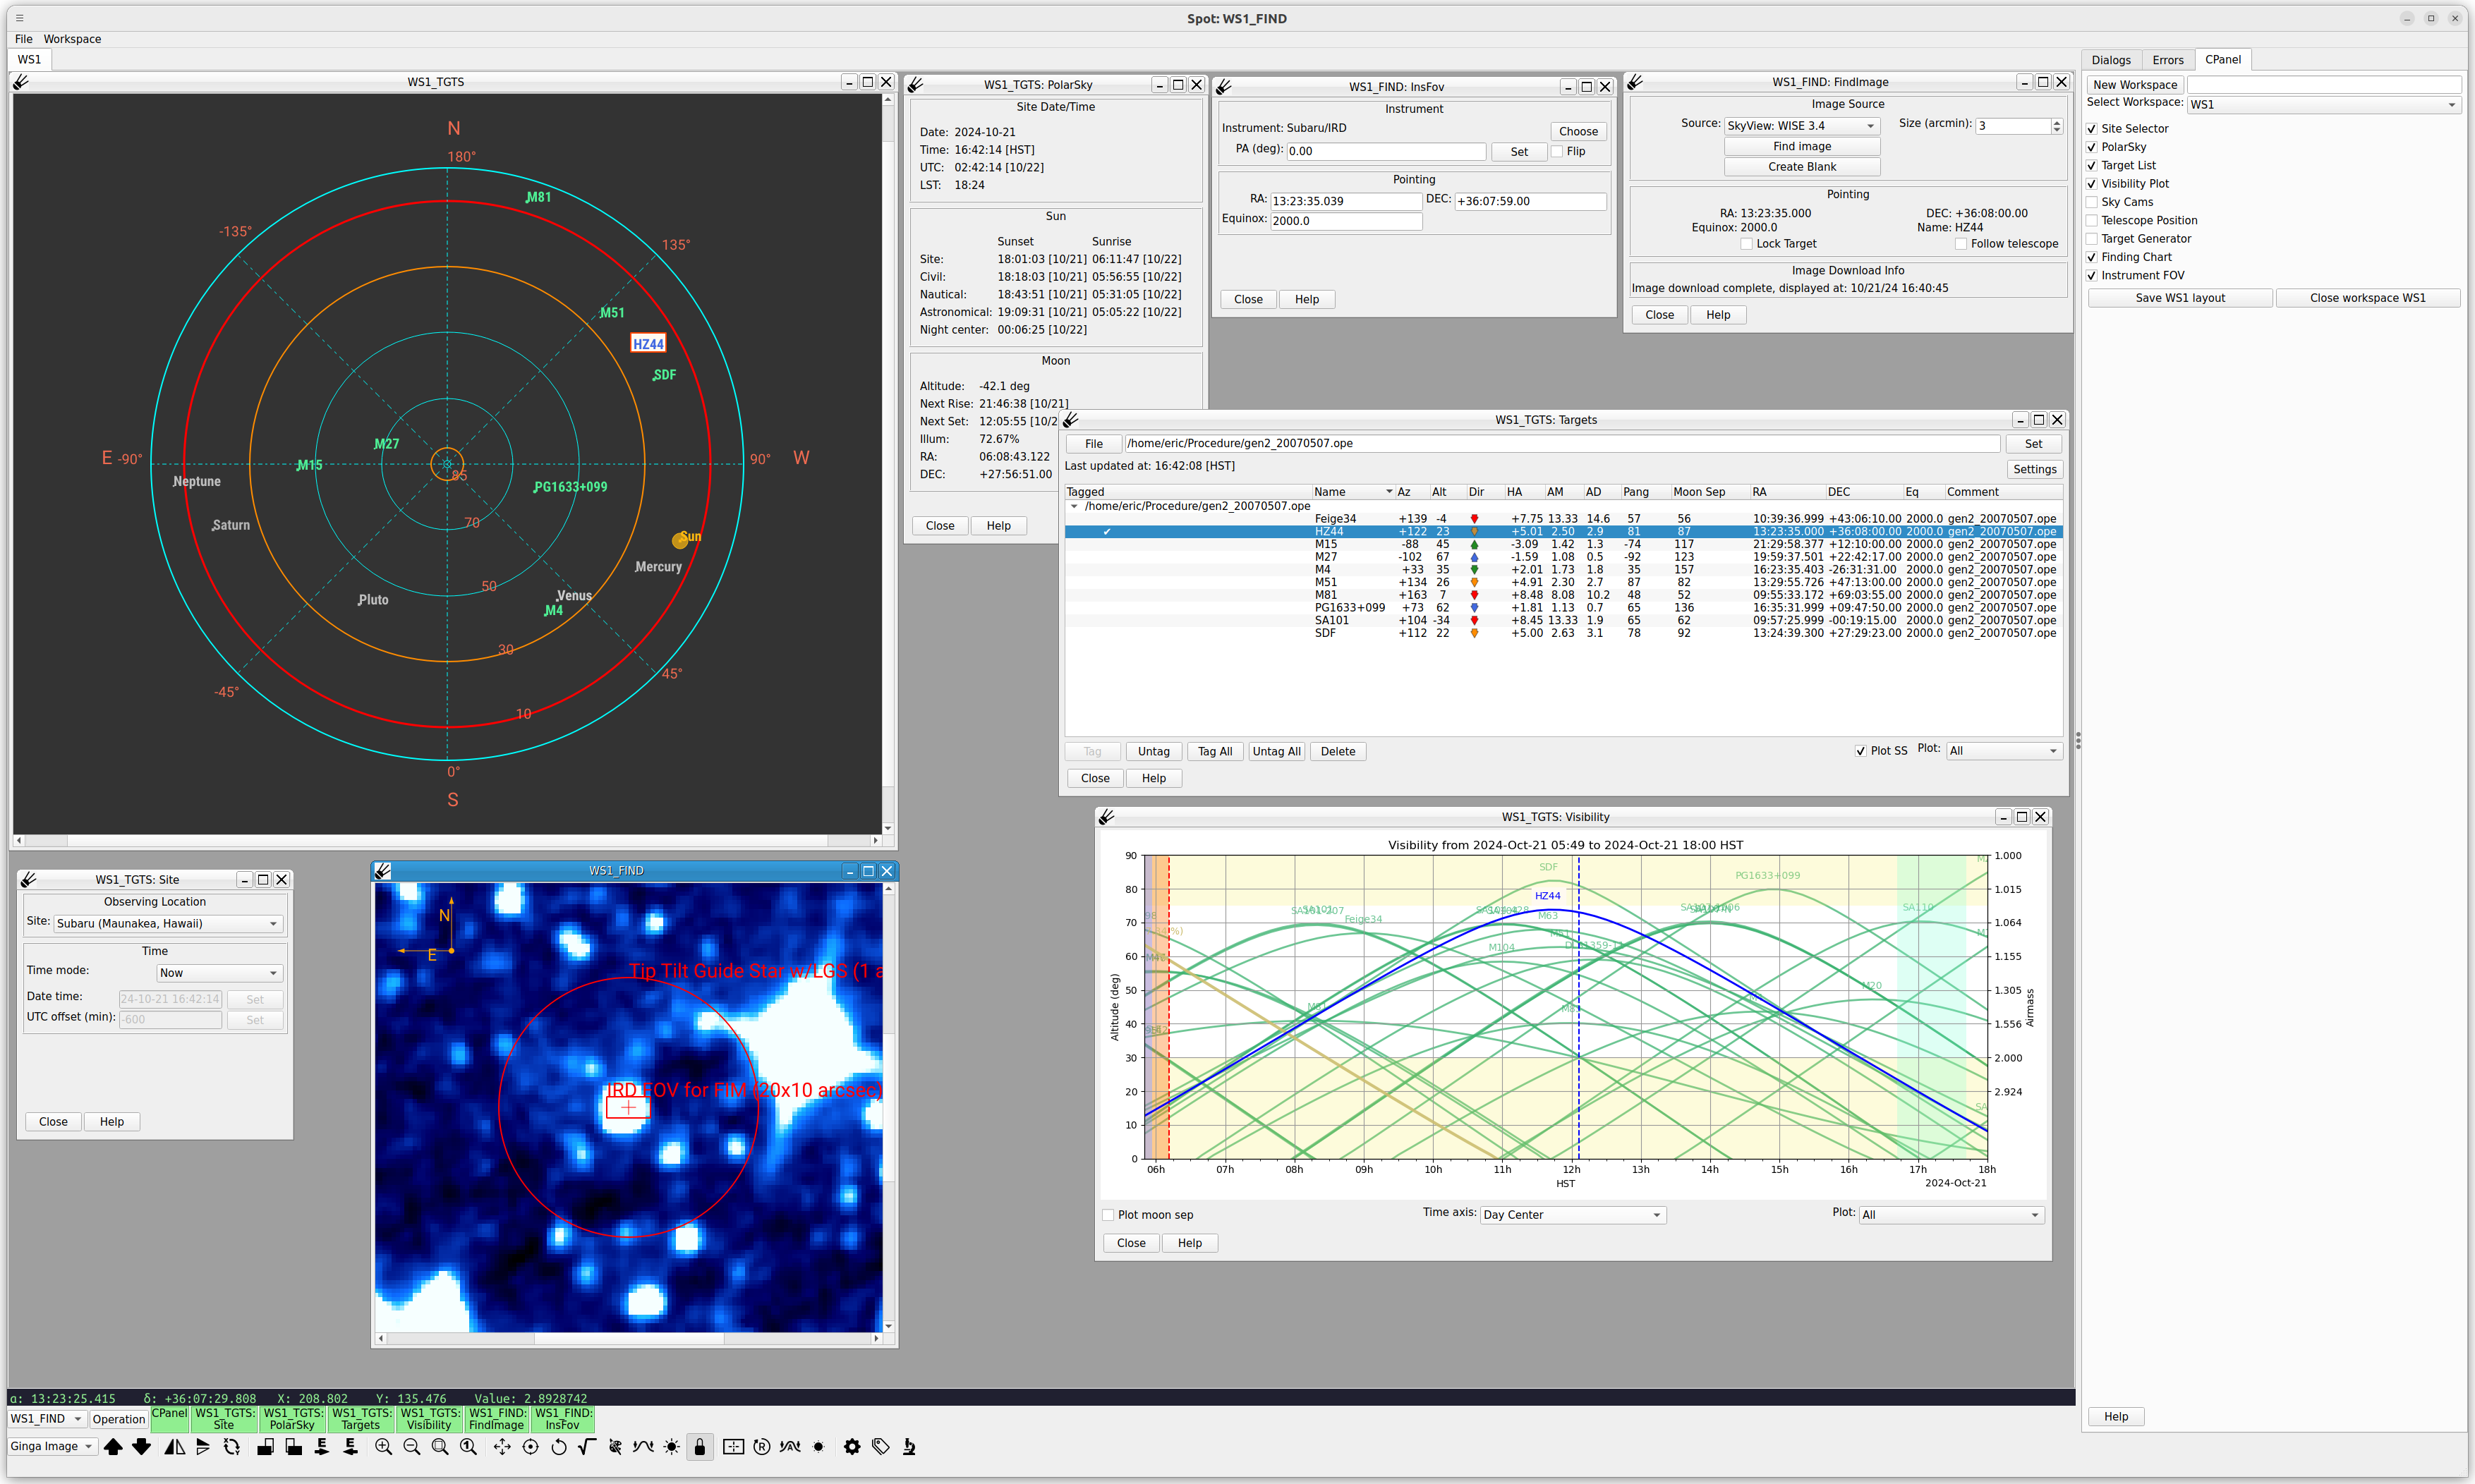 Spot: WS1_FIND
File Workspace
WS1
WS1_TGTS
N
180°
M81
-135°
135°
M51
HZ44
SDF
M27
E -90°
M15
85
90° W
Neptune
PG1633+099
70
Saturn
Sun
Mercury
50
Pluto
Venus
M4
30
45°
-45°
10
0°
S
WS1_TGTS: PolarSky
Site Date/Time
Date: 2024-10-21
Time: 16:42:14 [HST]
UTC: 02:42:14 [10/22]
LST: 18:24
Sun
Sunset Sunrise
Site: 18:01:03 [10/21] 06:11:47 [10/22]
Civil: 18:18:03 [10/21] 05:56:55 [10/22]
Nautical: 18:43:51 [10/21] 05:31:05 [10/22]
Astronomical: 19:09:31 [10/21] 05:05:22 [10/22]
Night center: 00:06:25 [10/22]
Moon
Altitude: -42.1 deg
Next Rise: 21:46:38 [10/21]
Next Set: 12:05:55 [10/2
Illum: 72.67%
RA: 06:08:43.122
DEC: +27:56:51.00
Close Help
WS1_FIND: InsFov
Instrument
Instrument: Subaru/IRD Choose
PA (deg): 0.00 Set Flip
Pointing
RA: 13:23:35.039 DEC: +36:07:59.00
Equinox: 2000.0
Close Help
WS1_FIND: FindImage
Image Source
Source: SkyView: WISE 3.4 Size (arcmin): 3
Find image
Create Blank
Pointing
RA: 13:23:35.000 DEC: +36:08:00.00
Equinox: 2000.0 Name: HZ44
Lock Target Follow telescope
Image Download Info
Image download complete, displayed at: 10/21/24 16:40:45
Close Help
Dialogs Errors CPanel
New Workspace
Select Workspace: WS1
Site Selector
PolarSky
Target List
Visibility Plot
Sky Cams
Telescope Position
Target Generator
Finding Chart
Instrument FOV
Save WS1 layout Close workspace WS1
Help
WS1_TGTS: Targets
File /home/eric/Procedure/gen2_20070507.ope Set
Last updated at: 16:42:08 [HST] Settings
Tagged Name Az Alt Dir HA AM AD Pang Moon Sep RA DEC Eq Comment
/home/eric/Procedure/gen2_20070507.ope
Feige34 +139 -4 +7.75 13.33 14.6 57 56 10:39:36.999 +43:06:10.00 2000.0 gen2_20070507.ope
✓ HZ44 +122 23 +5.01 2.50 2.9 81 87 13:23:35.000 +36:08:00.00 2000.0 gen2_20070507.ope
M15 -88 45 -3.09 1.42 1.3 -74 117 21:29:58.377 +12:10:00.00 2000.0 gen2_20070507.ope
M27 -102 67 -1.59 1.08 0.5 -92 123 19:59:37.501 +22:42:17.00 2000.0 gen2_20070507.ope
M4 +33 35 +2.01 1.73 1.8 35 157 16:23:35.403 -26:31:31.00 2000.0 gen2_20070507.ope
M51 +134 26 +4.91 2.30 2.7 87 82 13:29:55.726 +47:13:00.00 2000.0 gen2_20070507.ope
M81 +163 7 +8.48 8.08 10.2 48 52 09:55:33.172 +69:03:55.00 2000.0 gen2_20070507.ope
PG1633+099 +73 62 +1.81 1.13 0.7 65 136 16:35:31.999 +09:47:50.00 2000.0 gen2_20070507.ope
SA101 +104 -34 +8.45 13.33 1.9 65 62 09:57:25.999 -00:19:15.00 2000.0 gen2_20070507.ope
SDF +112 22 +5.00 2.63 3.1 78 92 13:24:39.300 +27:29:23.00 2000.0 gen2_20070507.ope
Tag Untag Tag All Untag All Delete Plot SS Plot: All
Close Help
WS1_TGTS: Visibility
Visibility from 2024-Oct-21 05:49 to 2024-Oct-21 18:00 HST
Altitude (deg)
90 80 70 60 50 40 30 20 10 0
SDF
HZ44
PG1633+099
Feige34
M63
M104
SA110
M20
1.000 1.015 1.064 1.155 1.305 1.556 2.000 2.924
Airmass
06h 07h 08h 09h 10h 11h 12h 13h 14h 15h 16h 17h 18h
HST
2024-Oct-21
Plot moon sep Time axis: Day Center Plot: All
Close Help
WS1_TGTS: Site
Observing Location
Site: Subaru (Maunakea, Hawaii)
Time
Time mode: Now
Date time: 24-10-21 16:42:14 Set
UTC offset (min): -600 Set
Close Help
WS1_FIND
N
E
Tip Tilt Guide Star w/LGS (1 a
IRD FOV for FIM (20x10 arcsec)
α: 13:23:25.415 δ: +36:07:29.808 X: 208.802 Y: 135.476 Value: 2.8928742
WS1_FIND Operation CPanel WS1_TGTS: Site WS1_TGTS: PolarSky WS1_TGTS: Targets WS1_TGTS: Visibility WS1_FIND: FindImage WS1_FIND: InsFov
Ginga Image